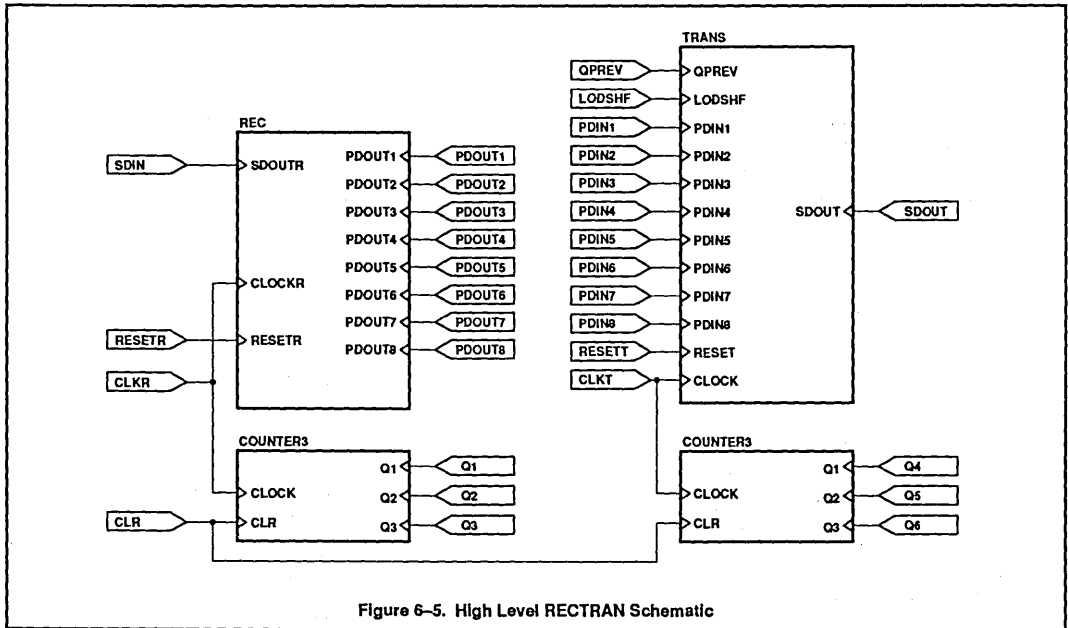 REC
SDIN
SDOUTR
CLOCKR
RESETR
RESETR
CLKR
PDOUT1
PDOUT1
PDOUT2
PDOUT2
PDOUT3
PDOUT3
PDOUT4
PDOUT4
PDOUT5
PDOUT5
PDOUT6
PDOUT6
PDOUT7
PDOUT7
PDOUT8
PDOUT8
COUNTER3
CLOCK
CLR
CLR
Q1
Q1
Q2
Q2
Q3
Q3
TRANS
QPREV
QPREV
LODSHF
LODSHF
PDIN1
PDIN1
PDIN2
PDIN2
PDIN3
PDIN3
PDIN4
PDIN4
PDIN5
PDIN5
PDIN6
PDIN6
PDIN7
PDIN7
PDIN8
PDIN8
RESETT
RESET
CLKT
CLOCK
SDOUT
SDOUT
COUNTER3
CLOCK
CLR
Q1
Q4
Q2
Q5
Q3
Q6
Figure 6–5. High Level RECTRAN Schematic